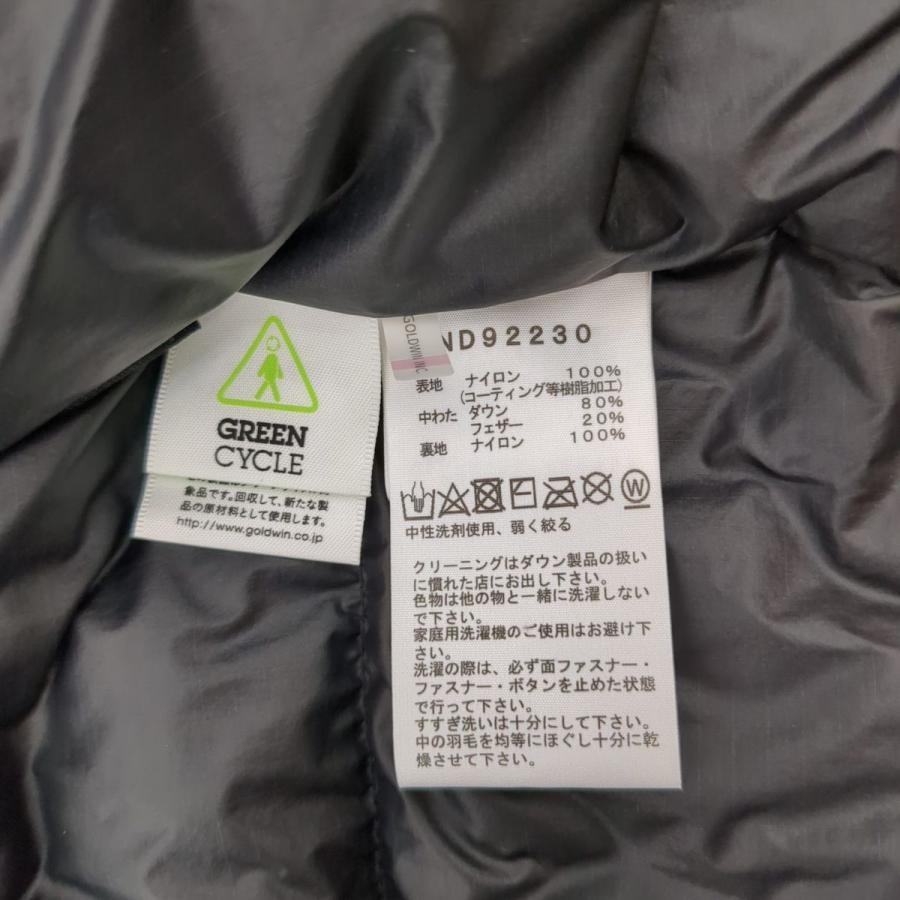 GREEN
CYCLE
象品です。回収して、新たな製
品の原材料として使用します。
http://www.goldwin.co.jp
GOLDWIN INC
ND92230
表地 ナイロン 100%
(コーティング等樹脂加工)
中わた ダウン 80%
フェザー 20%
裏地 ナイロン 100%
W
中性洗剤使用、弱く絞る
クリーニングはダウン製品の扱い
に慣れた店にお出し下さい。
色物は他の物と一緒に洗濯しない
で下さい。
家庭用洗濯機のご使用はお避け下
さい。
洗濯の際は、必ず面ファスナー・
ファスナー・ボタンを止めた状態
で行って下さい。
すすぎ洗いは十分にして下さい。
中の羽毛を均等にほぐし十分に乾
燥させて下さい。